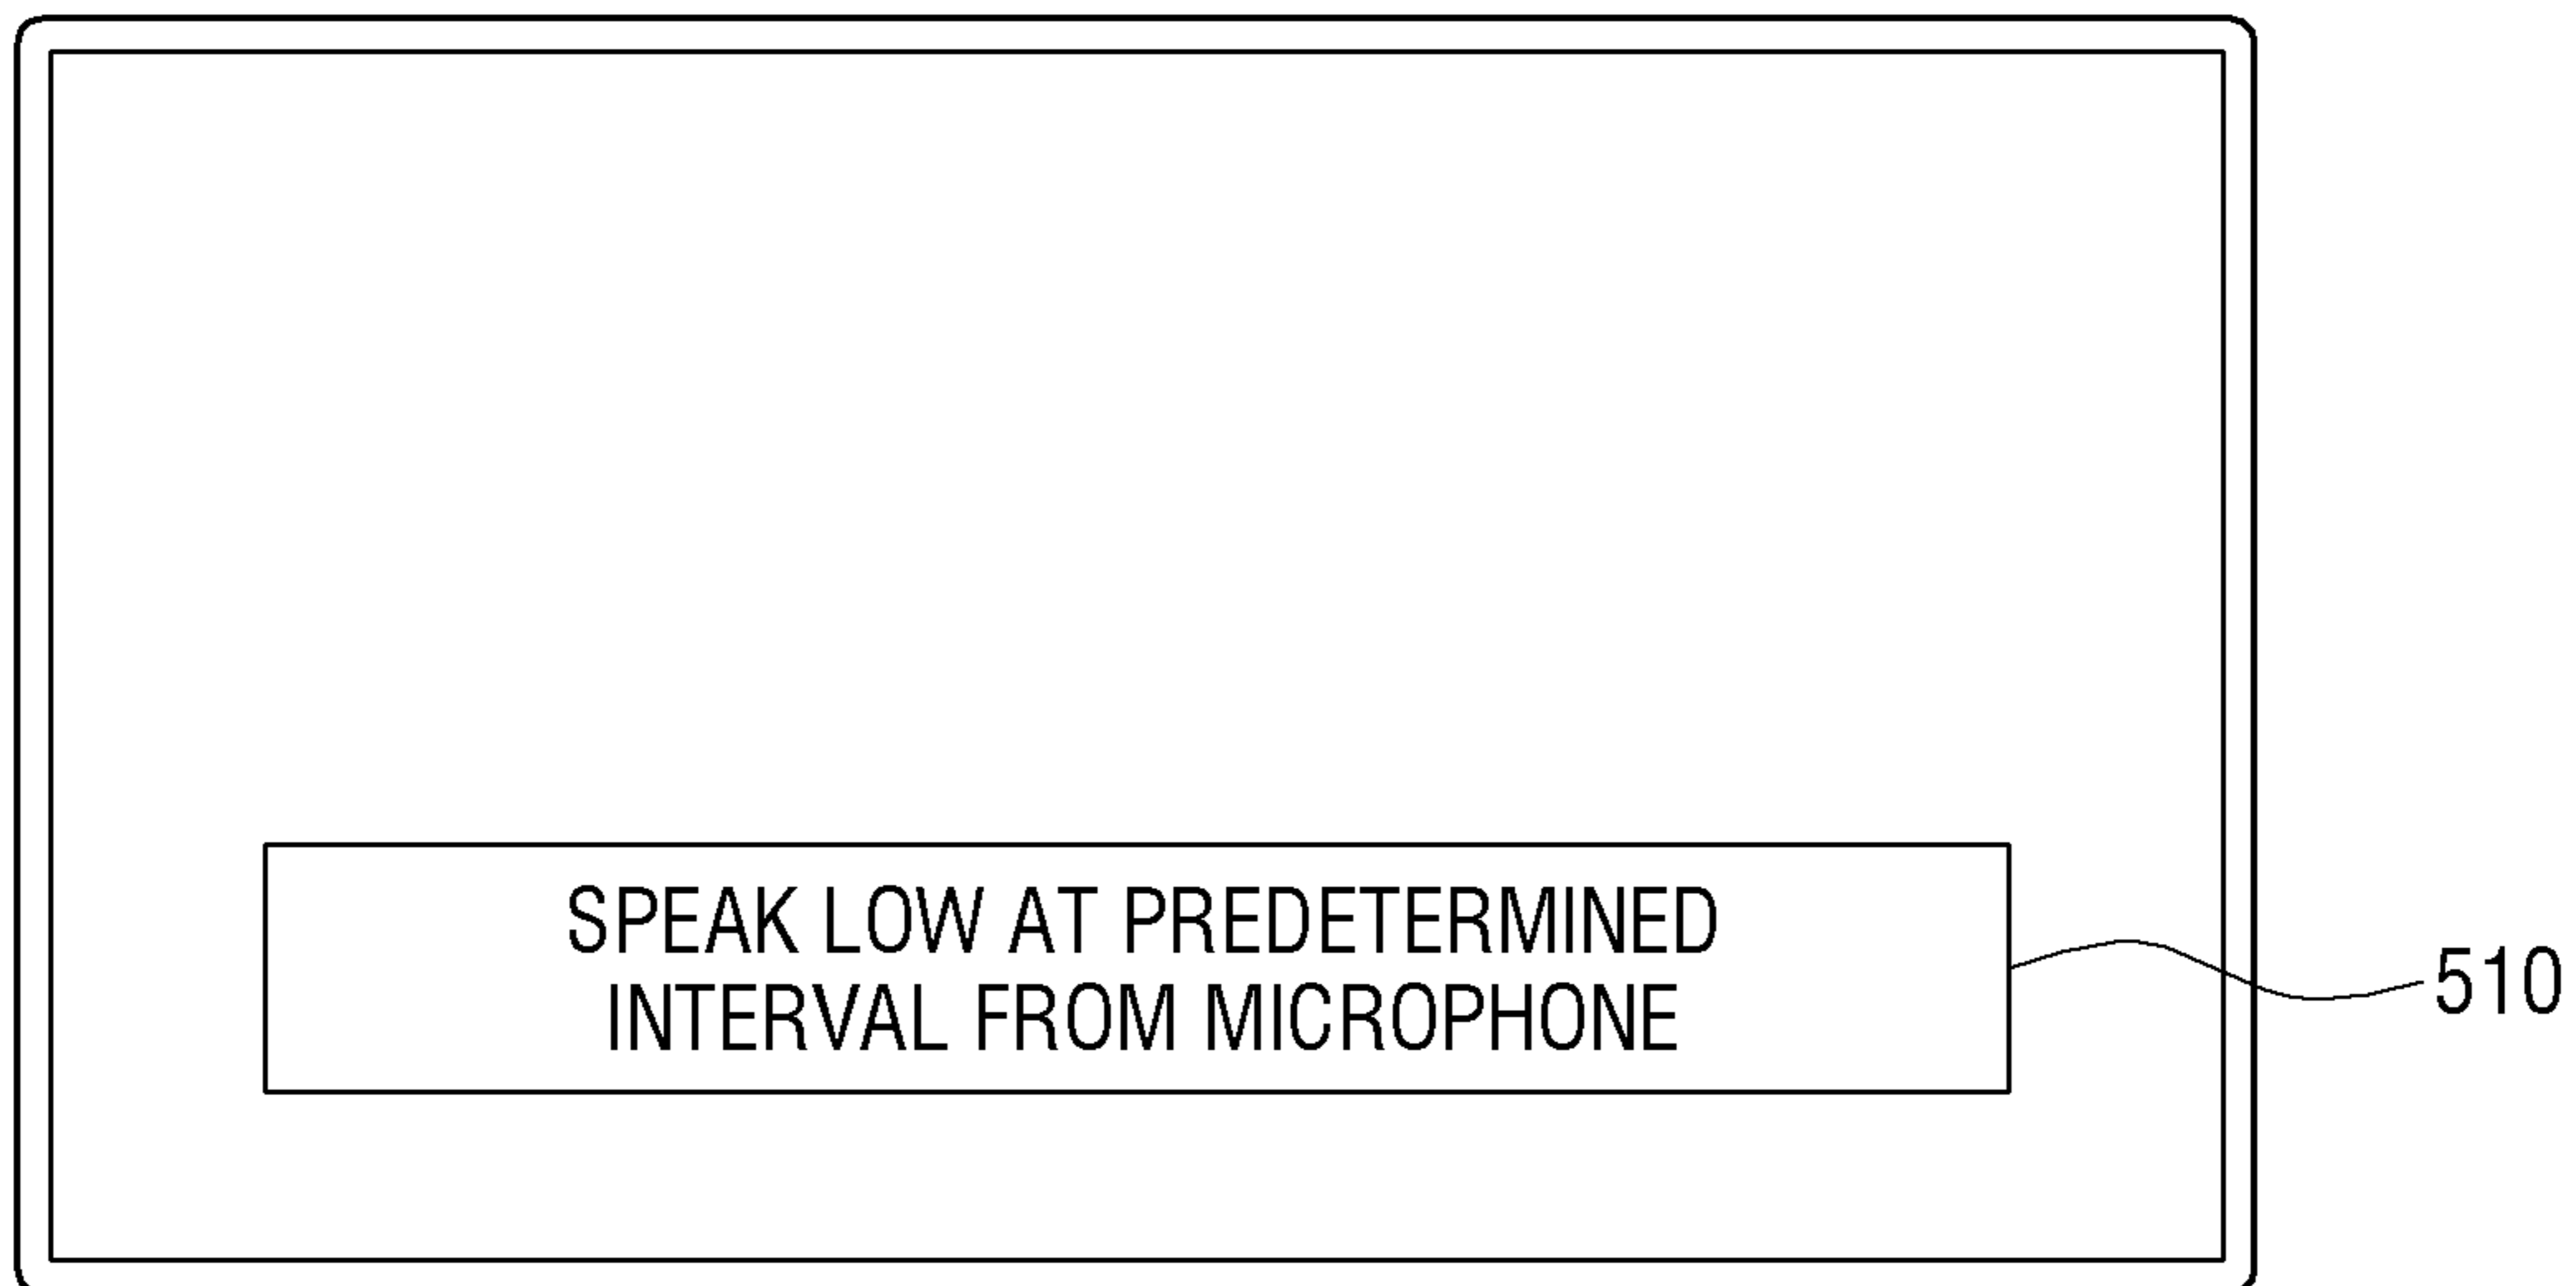 SPEAK LOW AT PREDETERMINED
INTERVAL FROM MICROPHONE
510